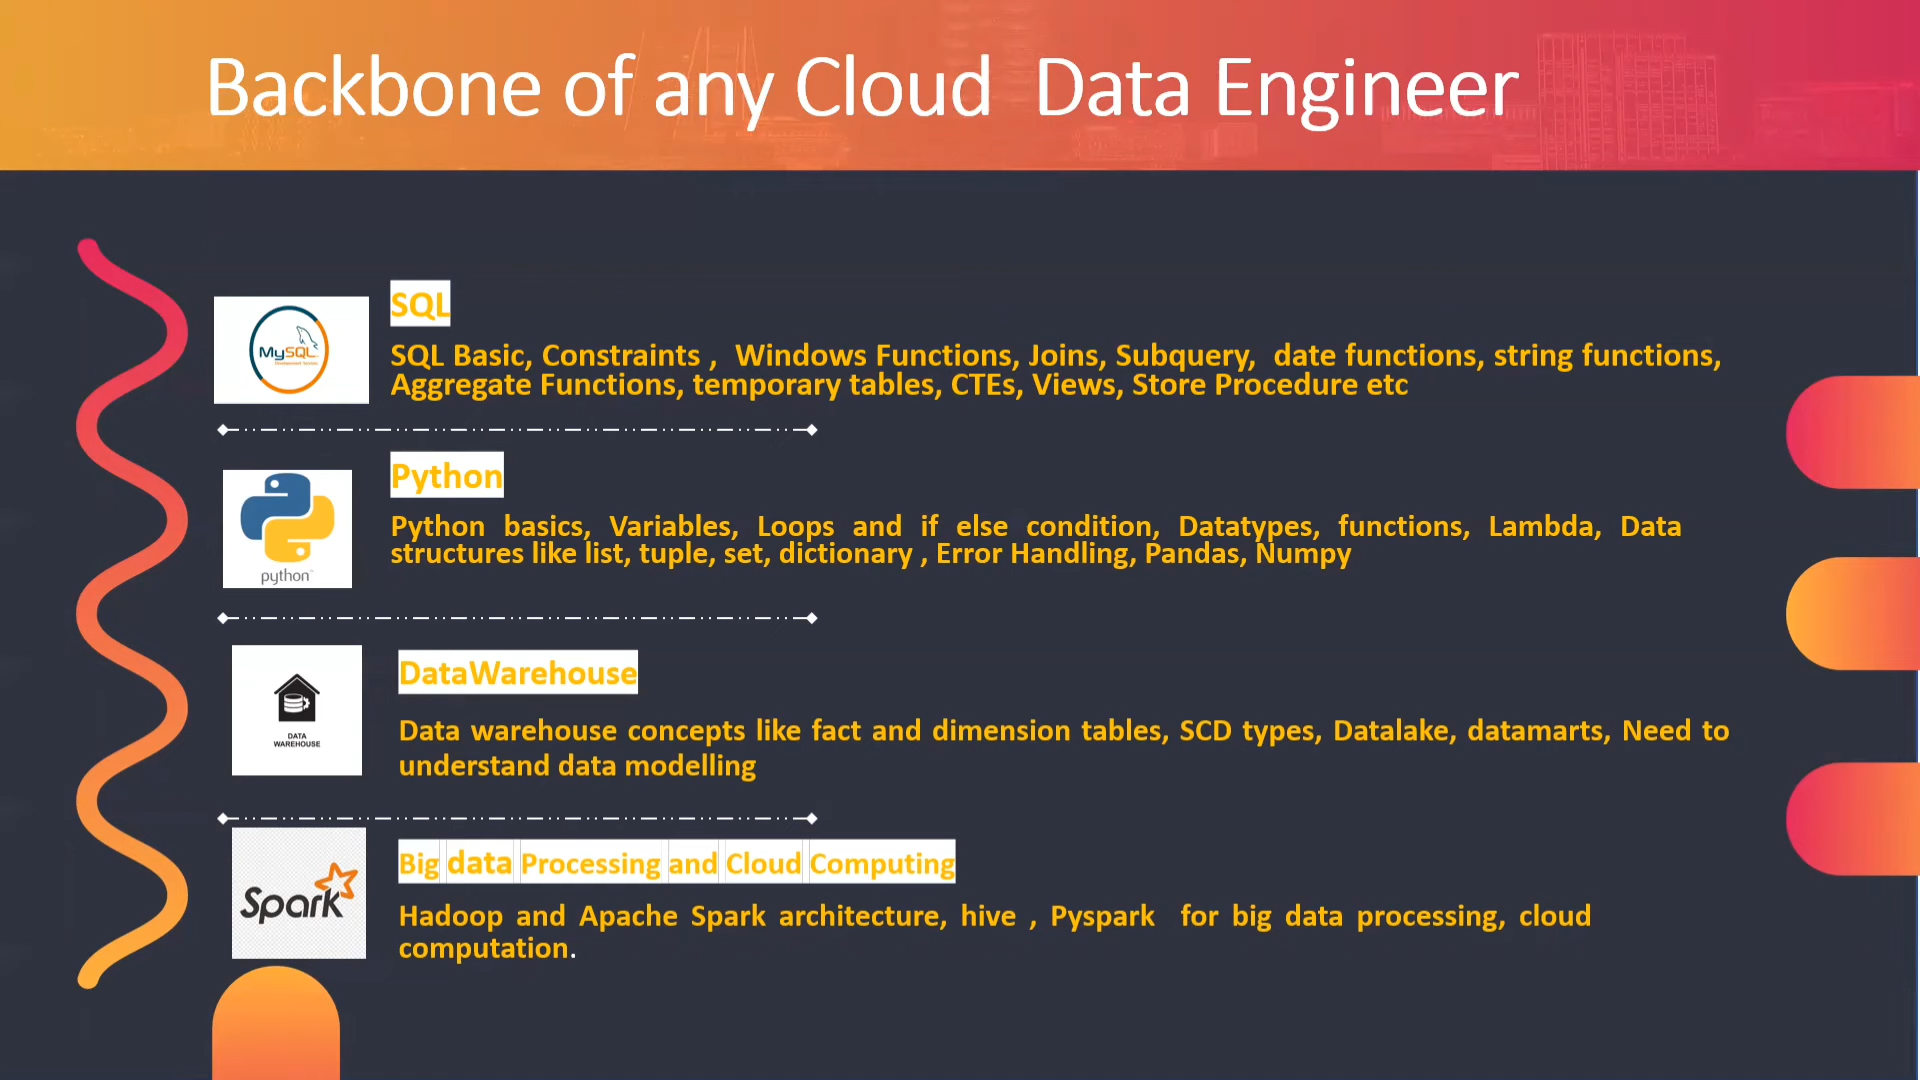 Backbone of any Cloud Data Engineer
SQL
MySQL
SQL Basic, Constraints , Windows Functions, Joins, Subquery, date functions, string functions,
Aggregate Functions, temporary tables, CTEs, Views, Store Procedure etc
Python
Python basics, Variables, Loops and if else condition, Datatypes, functions, Lambda, Data
structures like list, tuple, set, dictionary , Error Handling, Pandas, Numpy
python
DataWarehouse
DATA
WAREHOUSE
Data warehouse concepts like fact and dimension tables, SCD types, Datalake, datamarts, Need to
understand data modelling
Big data Processing and Cloud Computing
Spark
Hadoop and Apache Spark architecture, hive , Pyspark for big data processing, cloud
computation.